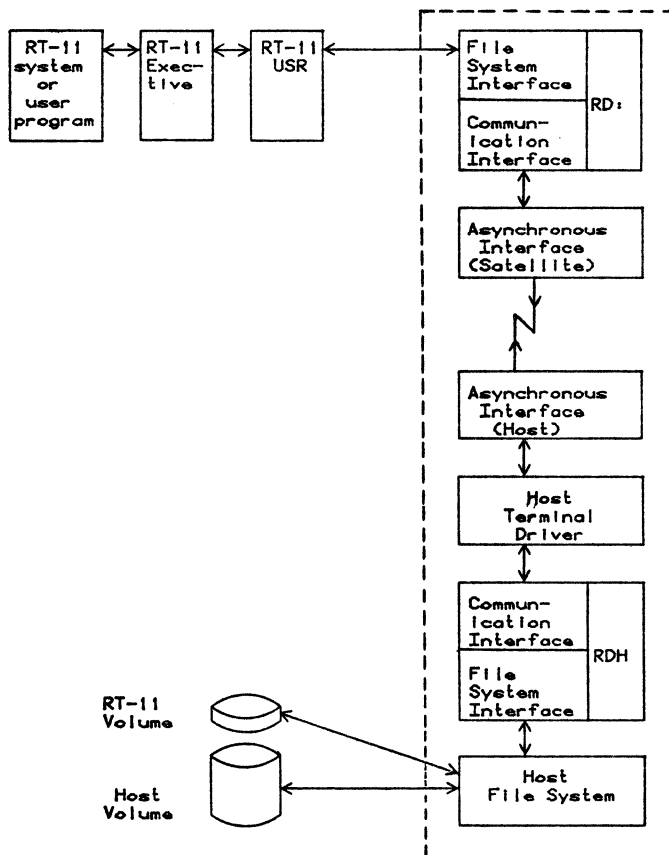 RT-11
system
or
user
program
RT-11
Exec-
utive
RT-11
USR
File
System
Interface
RD:
Commun-
ication
Interface
Asynchronous
Interface
(Satellite)
Asynchronous
Interface
(Host)
Host
Terminal
Driver
Commun-
ication
Interface
RDH
File
System
Interface
RT-11
Volume
Host
Volume
Host
File System